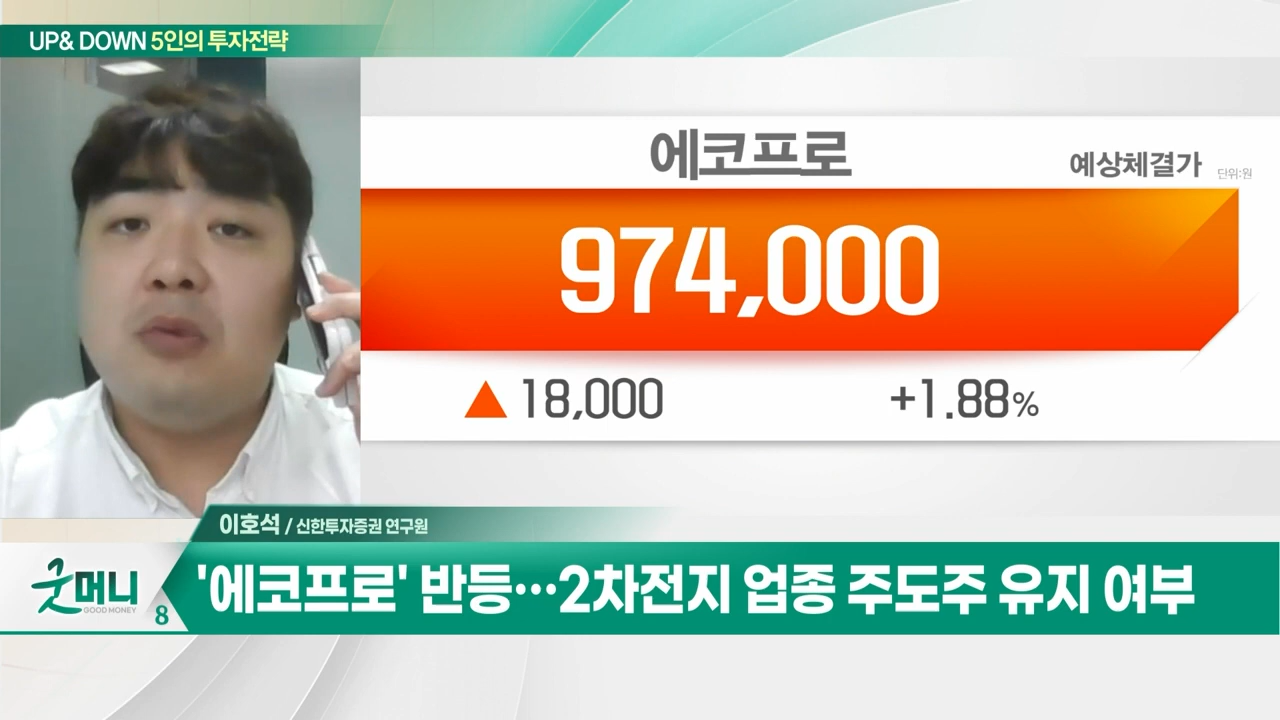 UP& DOWN 5인의 투자전략
에코프로
예상체결가
단위:원
974,000
▲ 18,000
+1.88%
이호석 / 신한투자증권 연구원
굿머니
GOOD MONEY
8
'에코프로' 반등…2차전지 업종 주도주 유지 여부